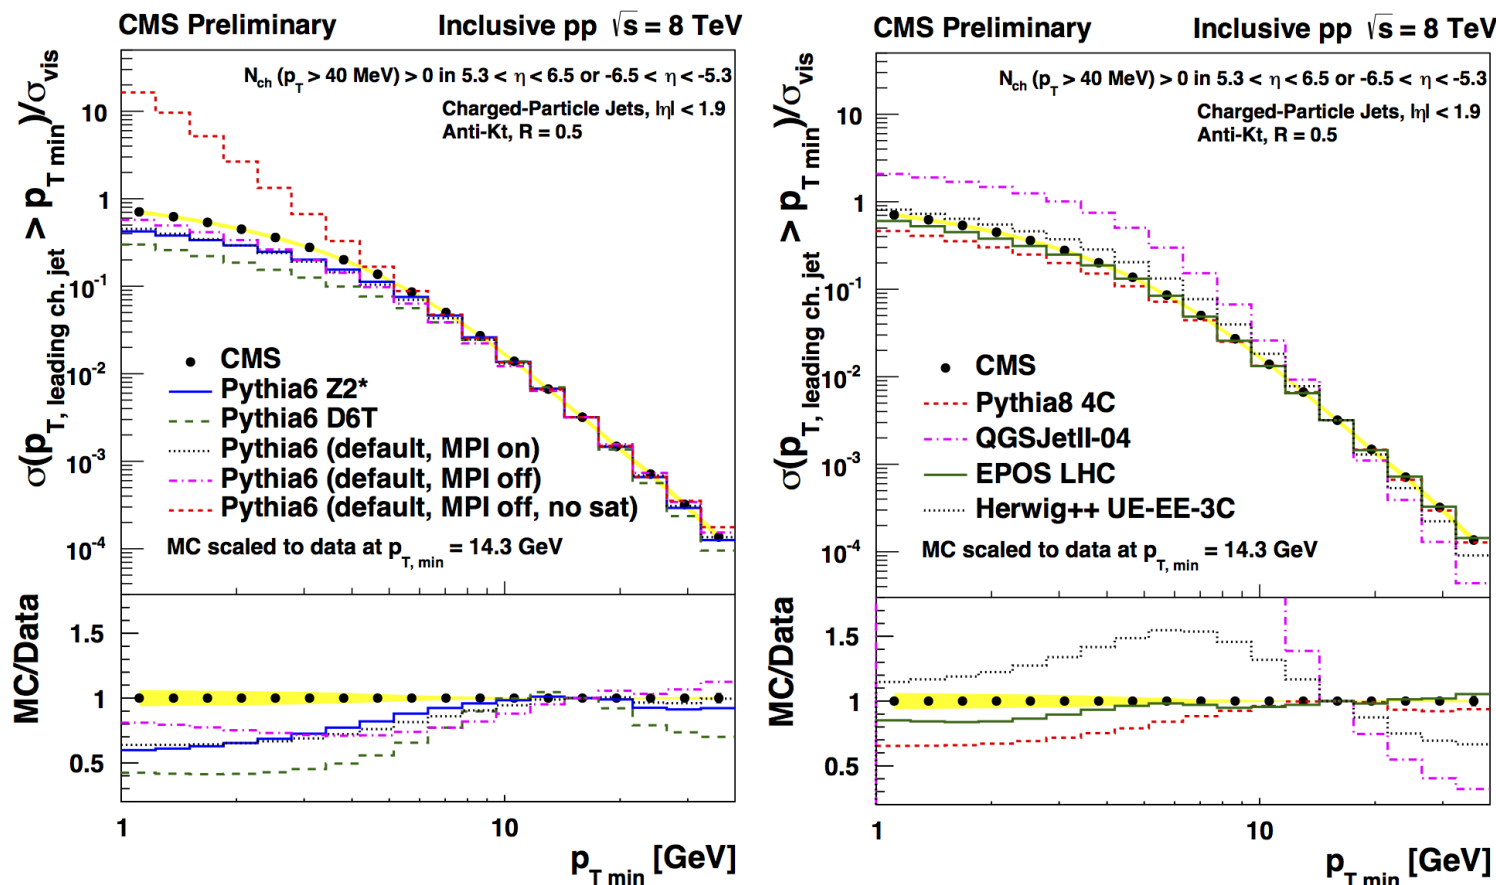 CMS Preliminary Inclusive pp √s = 8 TeV
N_ch (p_T > 40 MeV) > 0 in 5.3 < η < 6.5 or -6.5 < η < -5.3
Charged-Particle Jets, |η| < 1.9
Anti-Kt, R = 0.5
σ(p_T, leading ch. jet > p_T min)/σ_vis
10
1
10^-1
10^-2
10^-3
10^-4
CMS
Pythia6 Z2*
Pythia6 D6T
Pythia6 (default, MPI on)
Pythia6 (default, MPI off)
Pythia6 (default, MPI off, no sat)
MC scaled to data at p_T, min = 14.3 GeV
MC/Data
1.5
1
0.5
1 10
p_T min [GeV]
CMS Preliminary Inclusive pp √s = 8 TeV
N_ch (p_T > 40 MeV) > 0 in 5.3 < η < 6.5 or -6.5 < η < -5.3
Charged-Particle Jets, |η| < 1.9
Anti-Kt, R = 0.5
σ(p_T, leading ch. jet > p_T min)/σ_vis
10
1
10^-1
10^-2
10^-3
10^-4
CMS
Pythia8 4C
QGSJetII-04
EPOS LHC
Herwig++ UE-EE-3C
MC scaled to data at p_T, min = 14.3 GeV
MC/Data
1.5
1
0.5
1 10
p_T min [GeV]